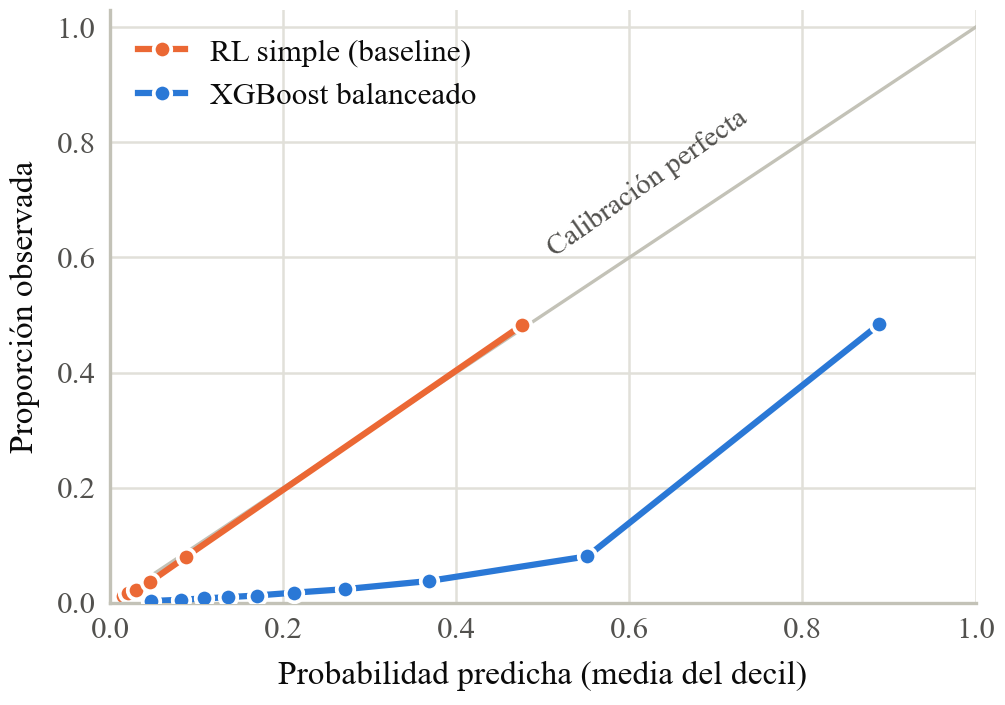 RL simple (baseline)
XGBoost balanceado
Calibración perfecta
Proporción observada
1.0
0.8
0.6
0.4
0.2
0.0
0.0 0.2 0.4 0.6 0.8 1.0
Probabilidad predicha (media del decil)